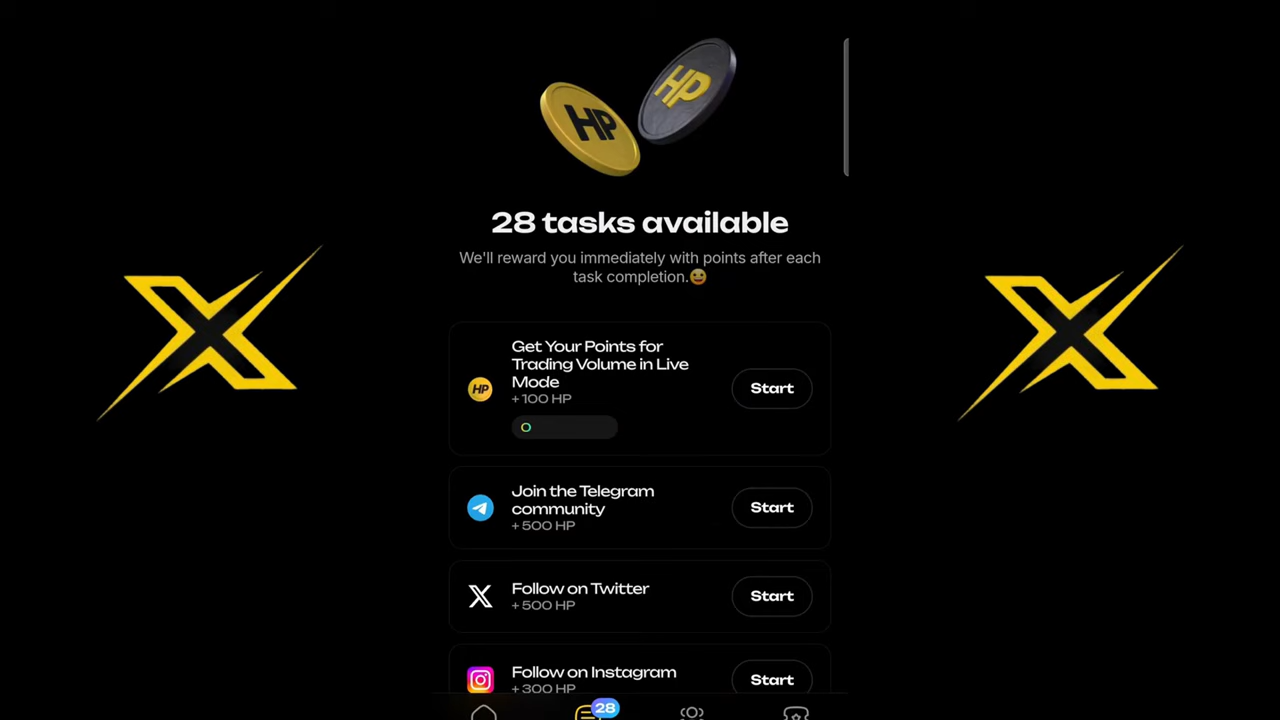 HP
HP
28 tasks available
We'll reward you immediately with points after each
task completion.😀
Get Your Points for
Trading Volume in Live
Mode
+ 100 HP
HP
Start
Join the Telegram
community
+ 500 HP
Start
Follow on Twitter
+ 500 HP
Start
Follow on Instagram
+ 300 HP
Start
28